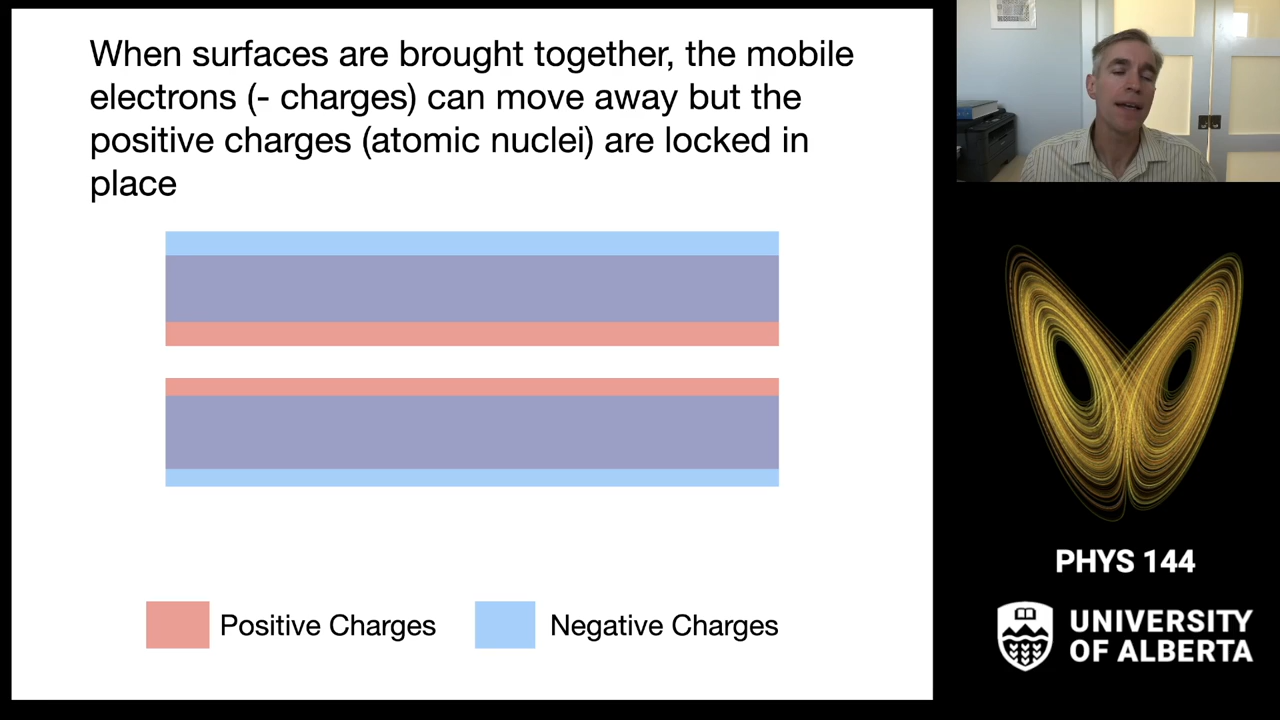 When surfaces are brought together, the mobile
electrons (- charges) can move away but the
positive charges (atomic nuclei) are locked in
place
Positive Charges
Negative Charges
PHYS 144
UNIVERSITY
OF ALBERTA